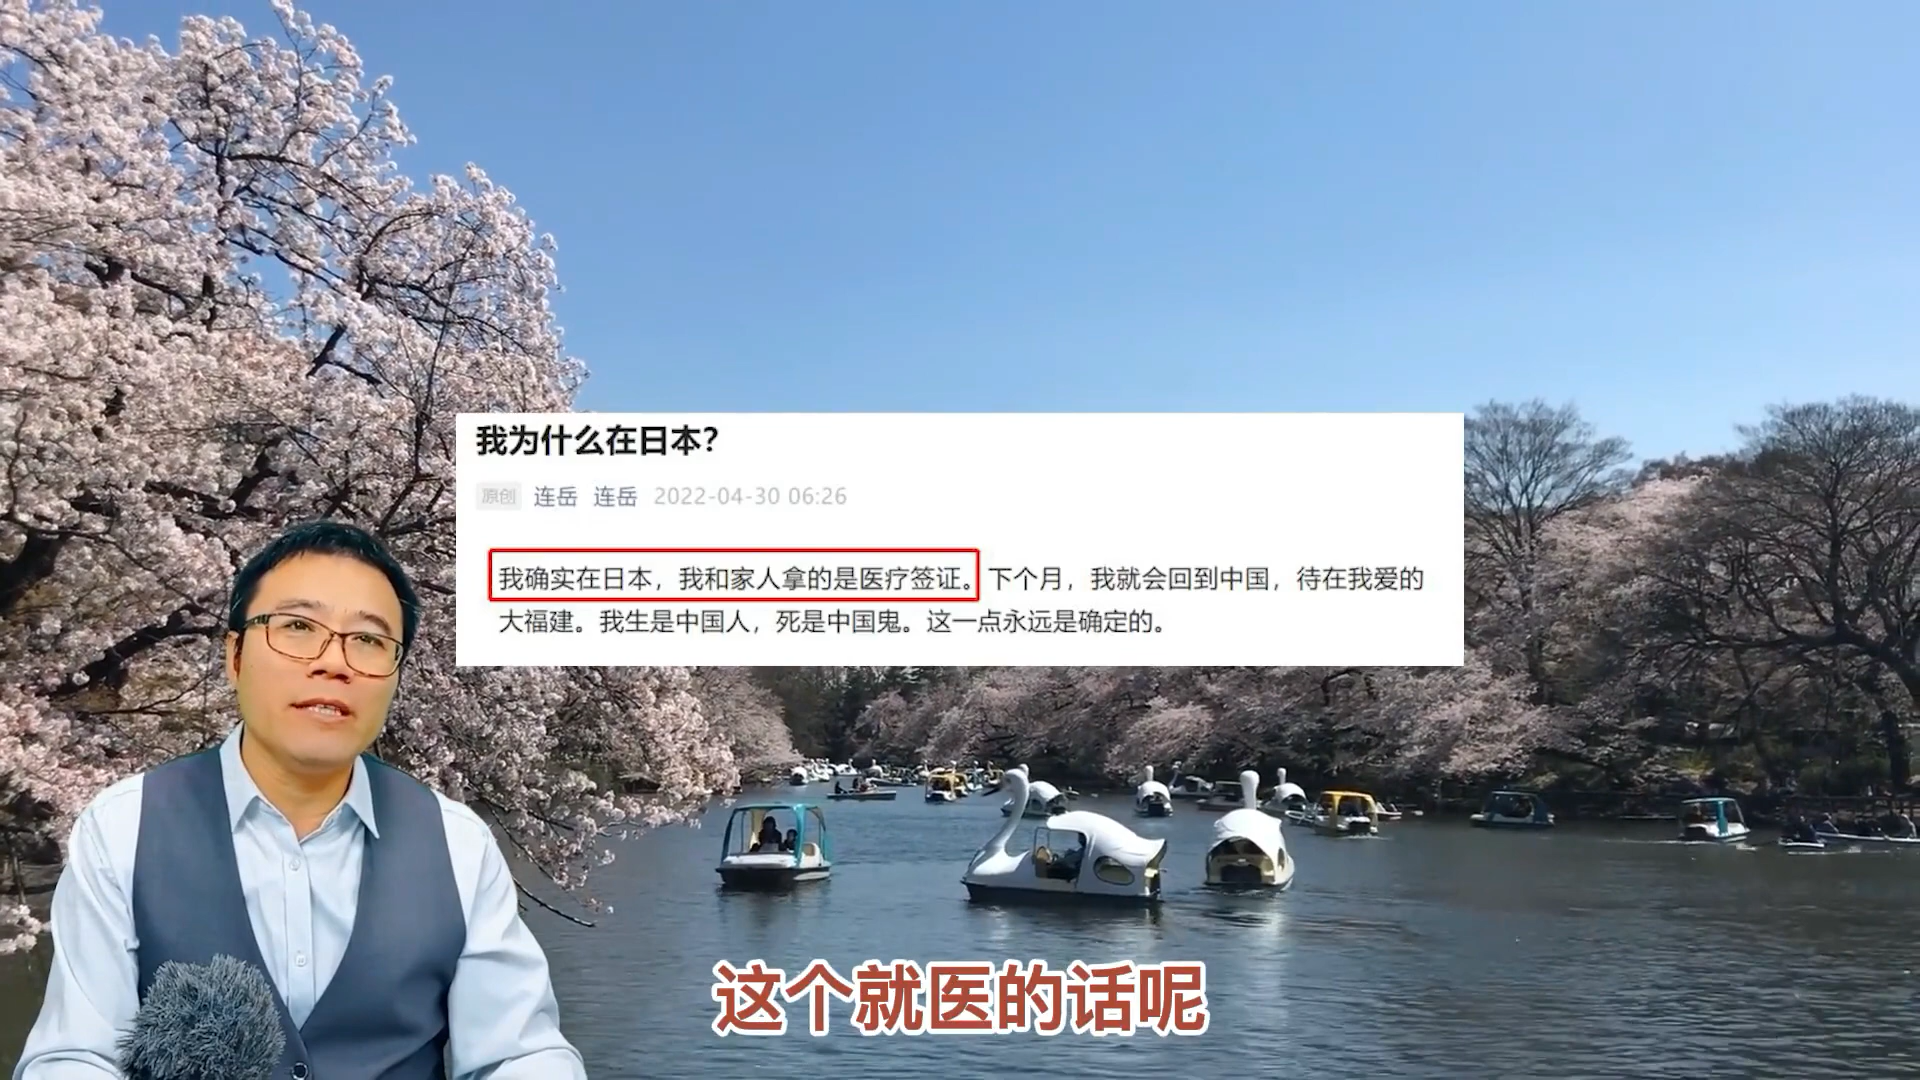 我为什么在日本？
原创 连岳 连岳 2022-04-30 06:26
我确实在日本，我和家人拿的是医疗签证。下个月，我就会回到中国，待在我爱的
大福建。我生是中国人，死是中国鬼。这一点永远是确定的。
这个就医的话呢